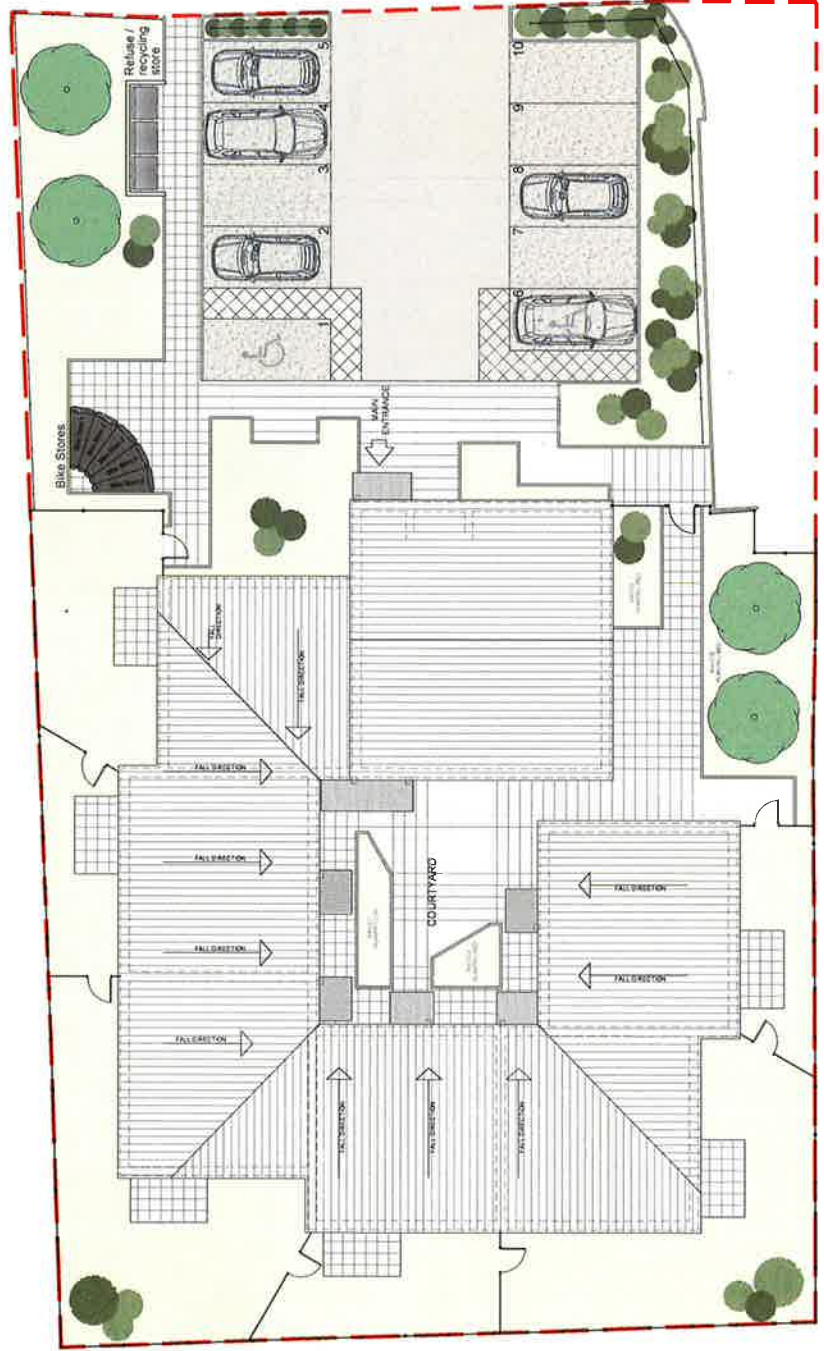 Refuse /
recycling
store
5
4
3
2
1
10
9
8
7
6
Bike Stores
MAIN
ENTRANCE
FALL
DIRECTION
FALL DIRECTION
FALL DIRECTION
FALL DIRECTION
FALL DIRECTION
FALL DIRECTION
COURTYARD
FALL DIRECTION
FALL DIRECTION
FALL DIRECTION
FALL DIRECTION
FALL DIRECTION